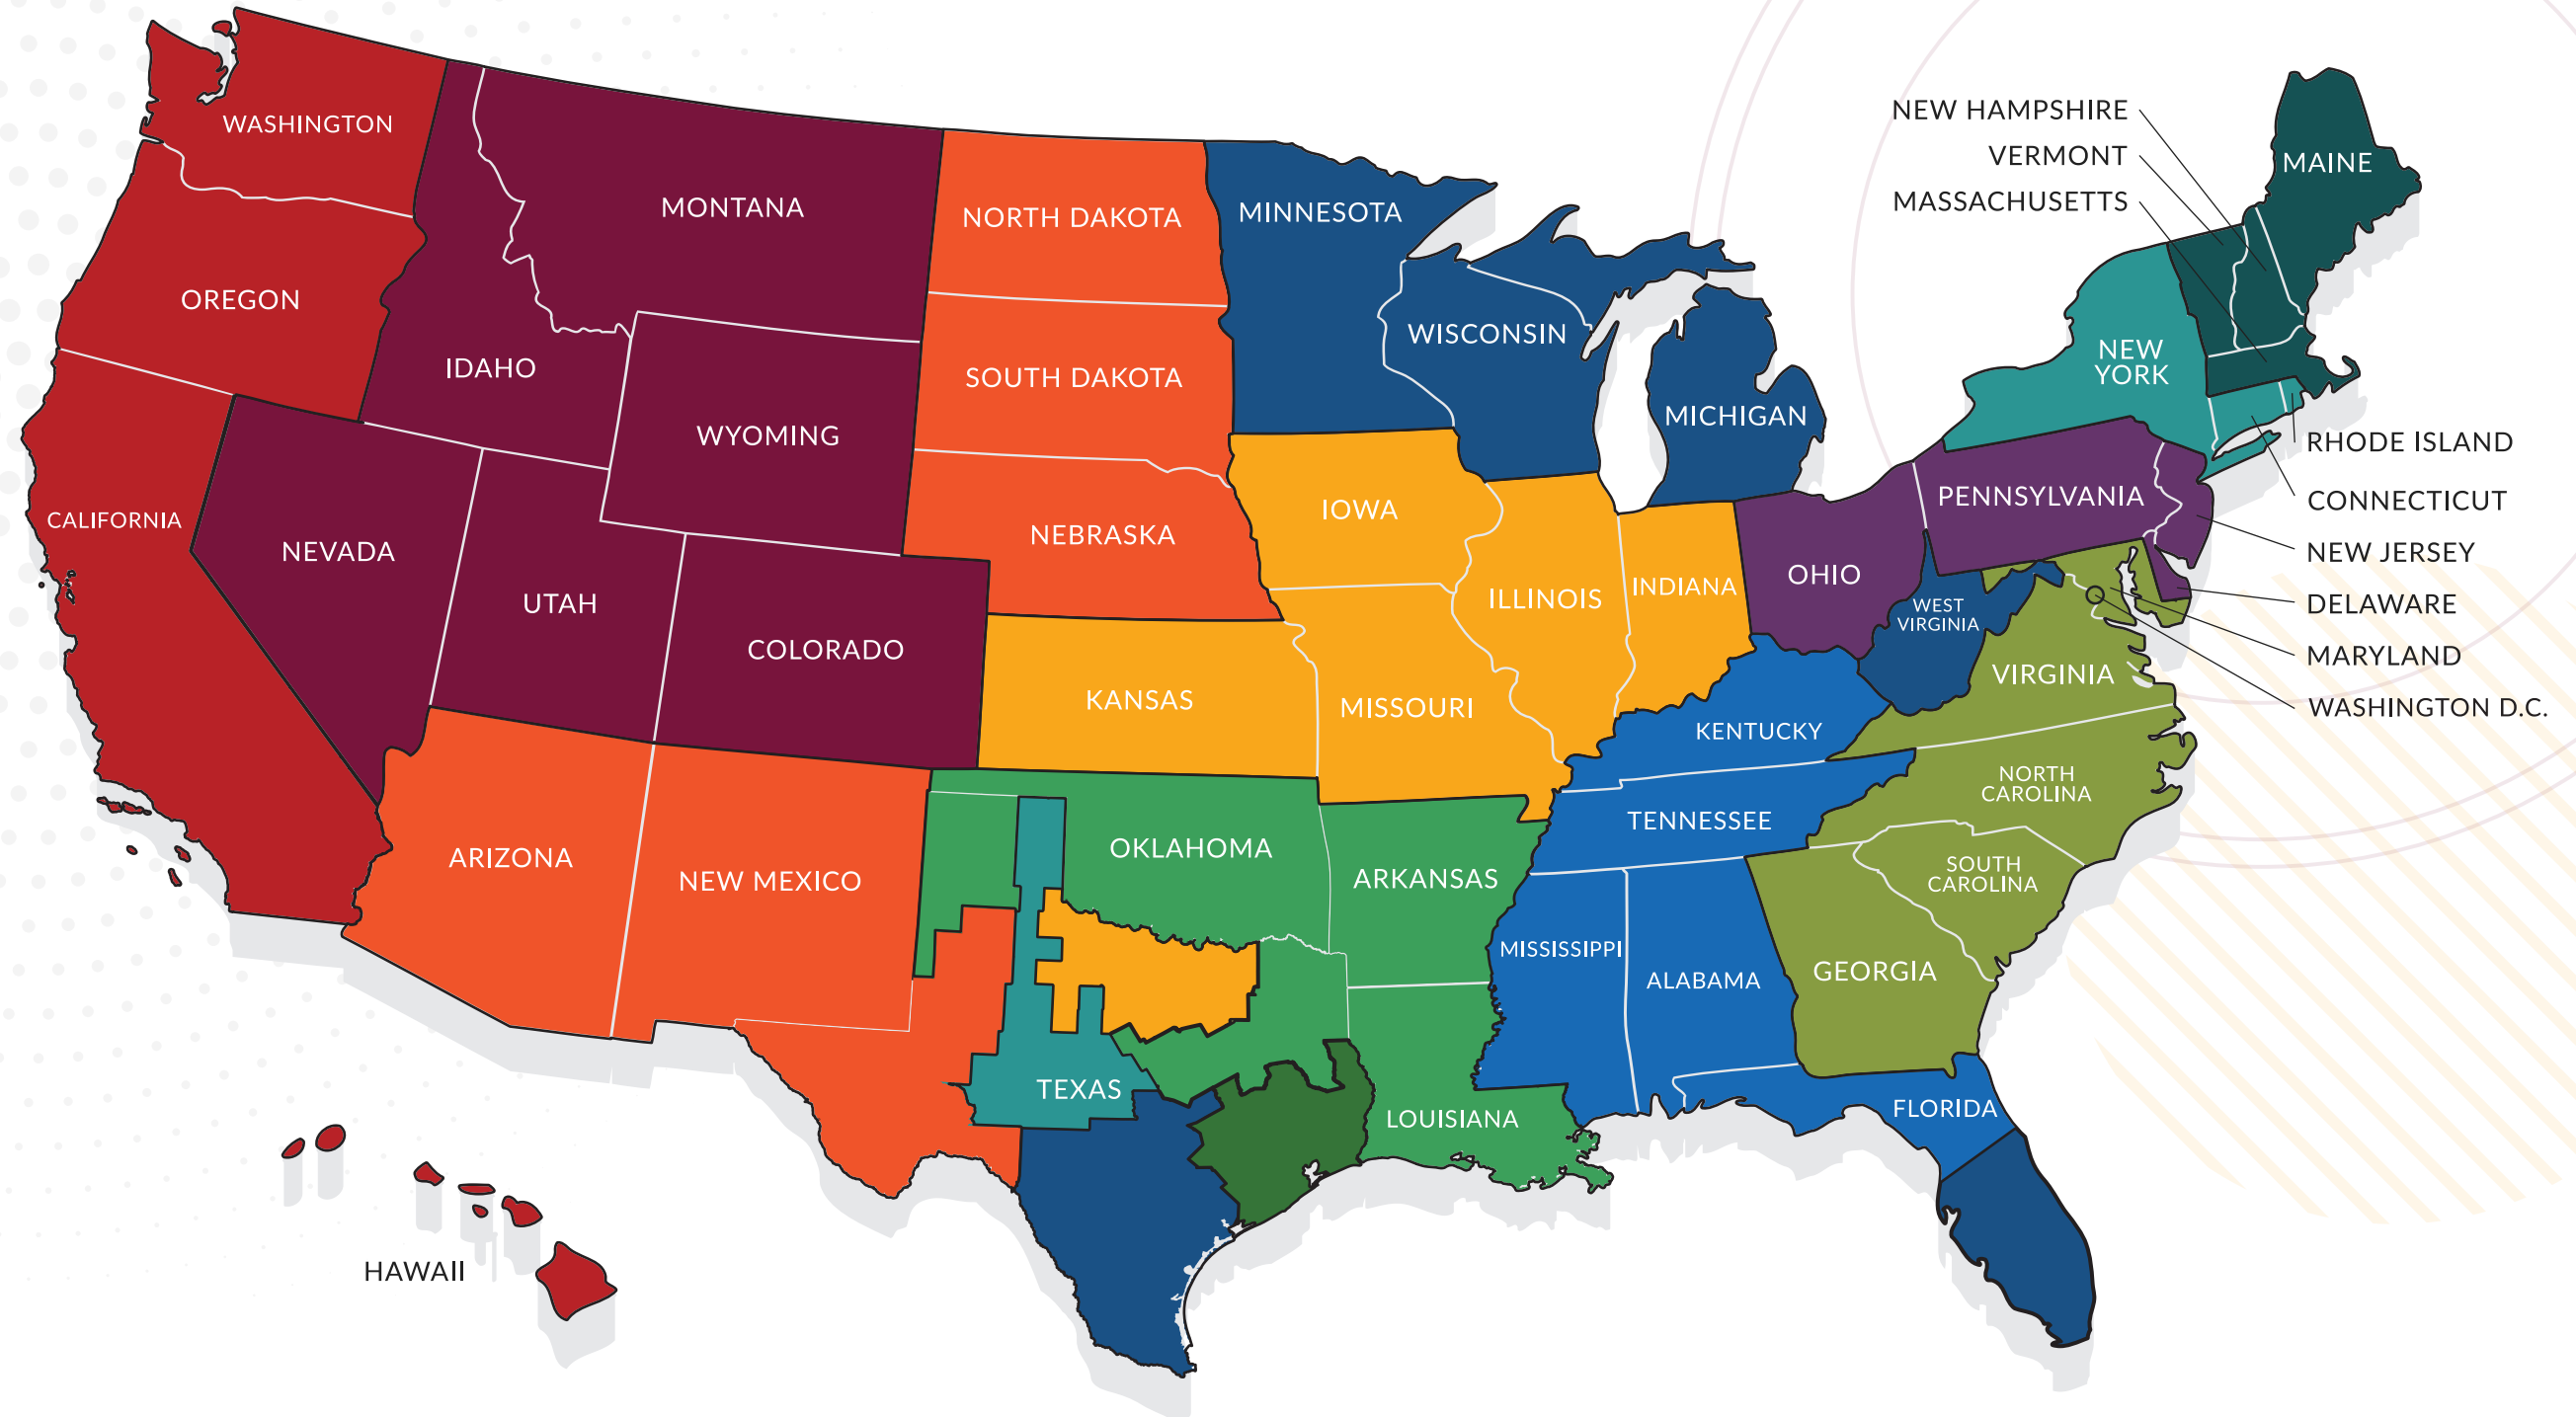 WASHINGTON
OREGON
CALIFORNIA
NEVADA
IDAHO
MONTANA
WYOMING
UTAH
COLORADO
ARIZONA
NEW MEXICO
NORTH DAKOTA
SOUTH DAKOTA
NEBRASKA
KANSAS
OKLAHOMA
TEXAS
MINNESOTA
WISCONSIN
MICHIGAN
IOWA
ILLINOIS
INDIANA
MISSOURI
ARKANSAS
LOUISIANA
OHIO
WEST
VIRGINIA
KENTUCKY
TENNESSEE
MISSISSIPPI
ALABAMA
GEORGIA
FLORIDA
SOUTH
CAROLINA
NORTH
CAROLINA
VIRGINIA
PENNSYLVANIA
NEW
YORK
MAINE
NEW HAMPSHIRE
VERMONT
MASSACHUSETTS
RHODE ISLAND
CONNECTICUT
NEW JERSEY
DELAWARE
MARYLAND
WASHINGTON D.C.
HAWAII